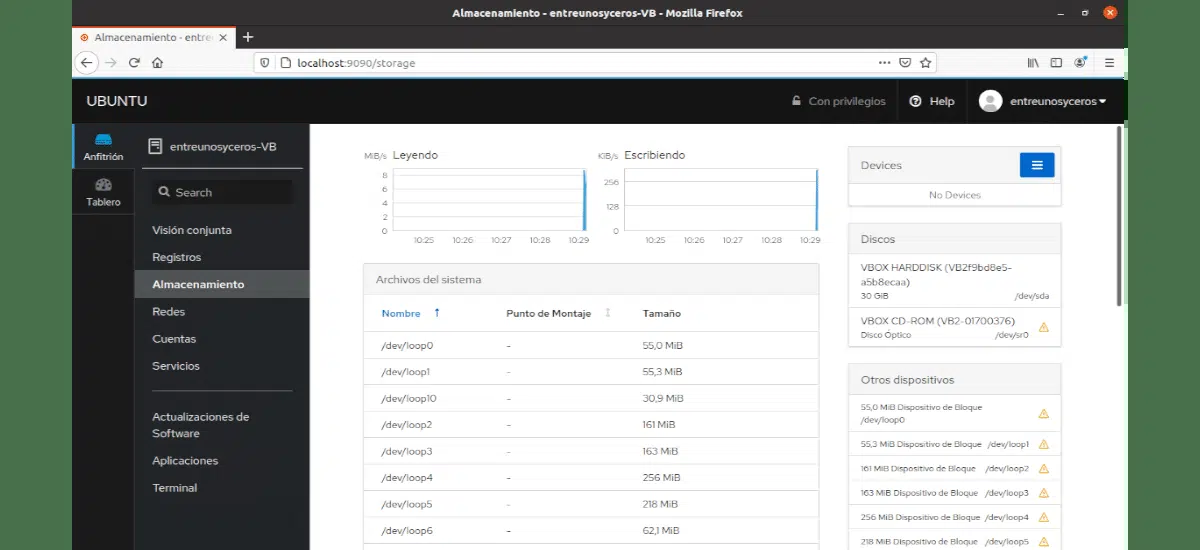 Almacenamiento - entreunosyceros-VB - Mozilla Firefox
Almacenamiento - entre
localhost:9090/storage
UBUNTU
Con privilegios
Help
entreunosyceros
Anfitrión
Tablero
entreunosyceros-VB
Search
Visión conjunta
Registros
Almacenamiento
Redes
Cuentas
Servicios
Actualizaciones de
Software
Aplicaciones
Terminal
MiB/s Leyendo
8
6
4
2
0
10:25 10:26 10:27 10:28 10:29
KiB/s Escribiendo
256
128
0
10:25 10:26 10:27 10:28 10:29
Archivos del sistema
Nombre Punto de Montaje Tamaño
/dev/loop0 - 55,0 MiB
/dev/loop1 - 55,3 MiB
/dev/loop10 - 30,9 MiB
/dev/loop2 - 161 MiB
/dev/loop3 - 163 MiB
/dev/loop4 - 256 MiB
/dev/loop5 - 218 MiB
/dev/loop6 - 62,1 MiB
Devices
No Devices
Discos
VBOX HARDDISK (VB2f9bd8e5-
a5b8ecaa)
30 GiB /dev/sda
VBOX CD-ROM (VB2-01700376)
Disco Óptico /dev/sr0
Otros dispositivos
55,0 MiB Dispositivo de Bloque
/dev/loop0
55,3 MiB Dispositivo de Bloque /dev/loop1
161 MiB Dispositivo de Bloque /dev/loop2
163 MiB Dispositivo de Bloque /dev/loop3
256 MiB Dispositivo de Bloque /dev/loop4
218 MiB Dispositivo de Bloque /dev/loop5